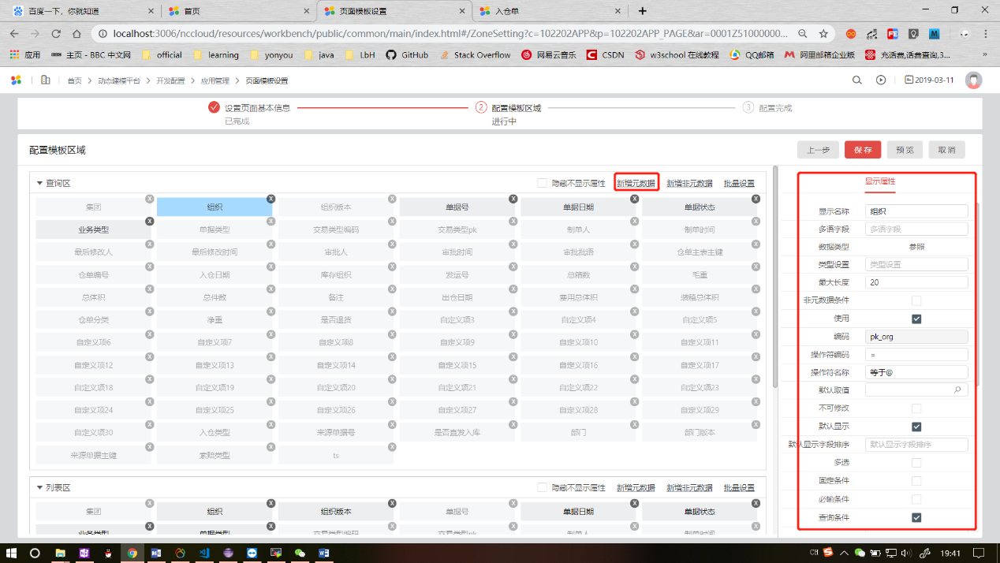 百度一下，你就知道
首页
页面模板设置
入仓单
localhost:3006/nccloud/resources/workbench/public/common/main/index.html#/ZoneSetting?c=102202APP&p=102202APP_PAGE&ar=0001Z51000000...
应用
主页 - BBC 中文网
official
learning
yonyou
java
LbH
GitHub
Stack Overflow
网易云音乐
CSDN
w3school 在线教程
QQ邮箱
阿里邮箱企业版
充话费,话费查询,3...
首页 > 动态建模平台 > 开发配置 > 应用管理 > 页面模板设置
2019-03-11
设置页面基本信息
已完成
2 配置模板区域
进行中
3 配置完成
配置模板区域
上一步 保存 预览 取消
查询区
隐藏不显示属性 新增元数据 新增非元数据 批量设置
集团 组织 组织版本 单据号 单据日期 单据状态
业务类型 单据类型 交易类型编码 交易类型pk 制单人 制单时间
最后修改人 最后修改时间 审批人 审批时间 审批批语 仓单主表主键
仓单编号 入仓日期 库存组织 发运号 总箱数 毛重
总体积 总件数 备注 出仓日期 费用总体积 装箱总体积
仓单分类 净重 是否退货 自定义项3 自定义项4 自定义项5
自定义项6 自定义项7 自定义项8 自定义项9 自定义项10 自定义项11
自定义项12 自定义项13 自定义项14 自定义项15 自定义项16 自定义项17
自定义项18 自定义项19 自定义项20 自定义项21 自定义项22 自定义项23
自定义项24 自定义项25 自定义项26 自定义项27 自定义项28 自定义项29
自定义项30 入仓类型 来源单据号 是否直发入库 部门 部门版本
来源单据主键 索赔类型 ts
列表区
隐藏不显示属性 新增元数据 新增非元数据 批量设置
集团 组织 组织版本 单据号 单据日期 单据状态
业务类型 单据类型 交易类型编码 交易类型pk 制单人 制单时间
显示属性
显示名称 组织
多语字段 多语字段
数据类型 参照
类型设置 类型设置
最大长度 20
非元数据条件
使用
编码 pk_org
操作符编码 =
操作符名称 等于@
默认取值
不可修改
默认显示
默认显示字段排序 默认显示字段排序
多选
固定条件
必输条件
查询条件
CH
19:41